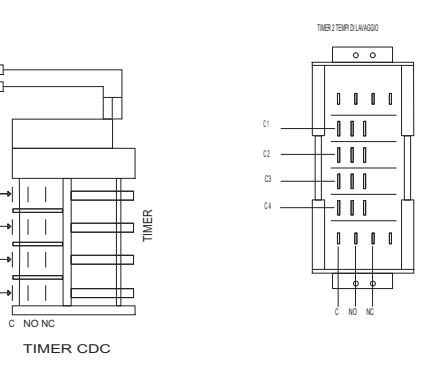 TIMER 2 TEMPI DI LAVAGGIO
C1
C2
C3
C4
TIMER
C NO NC
C NO NC
TIMER CDC